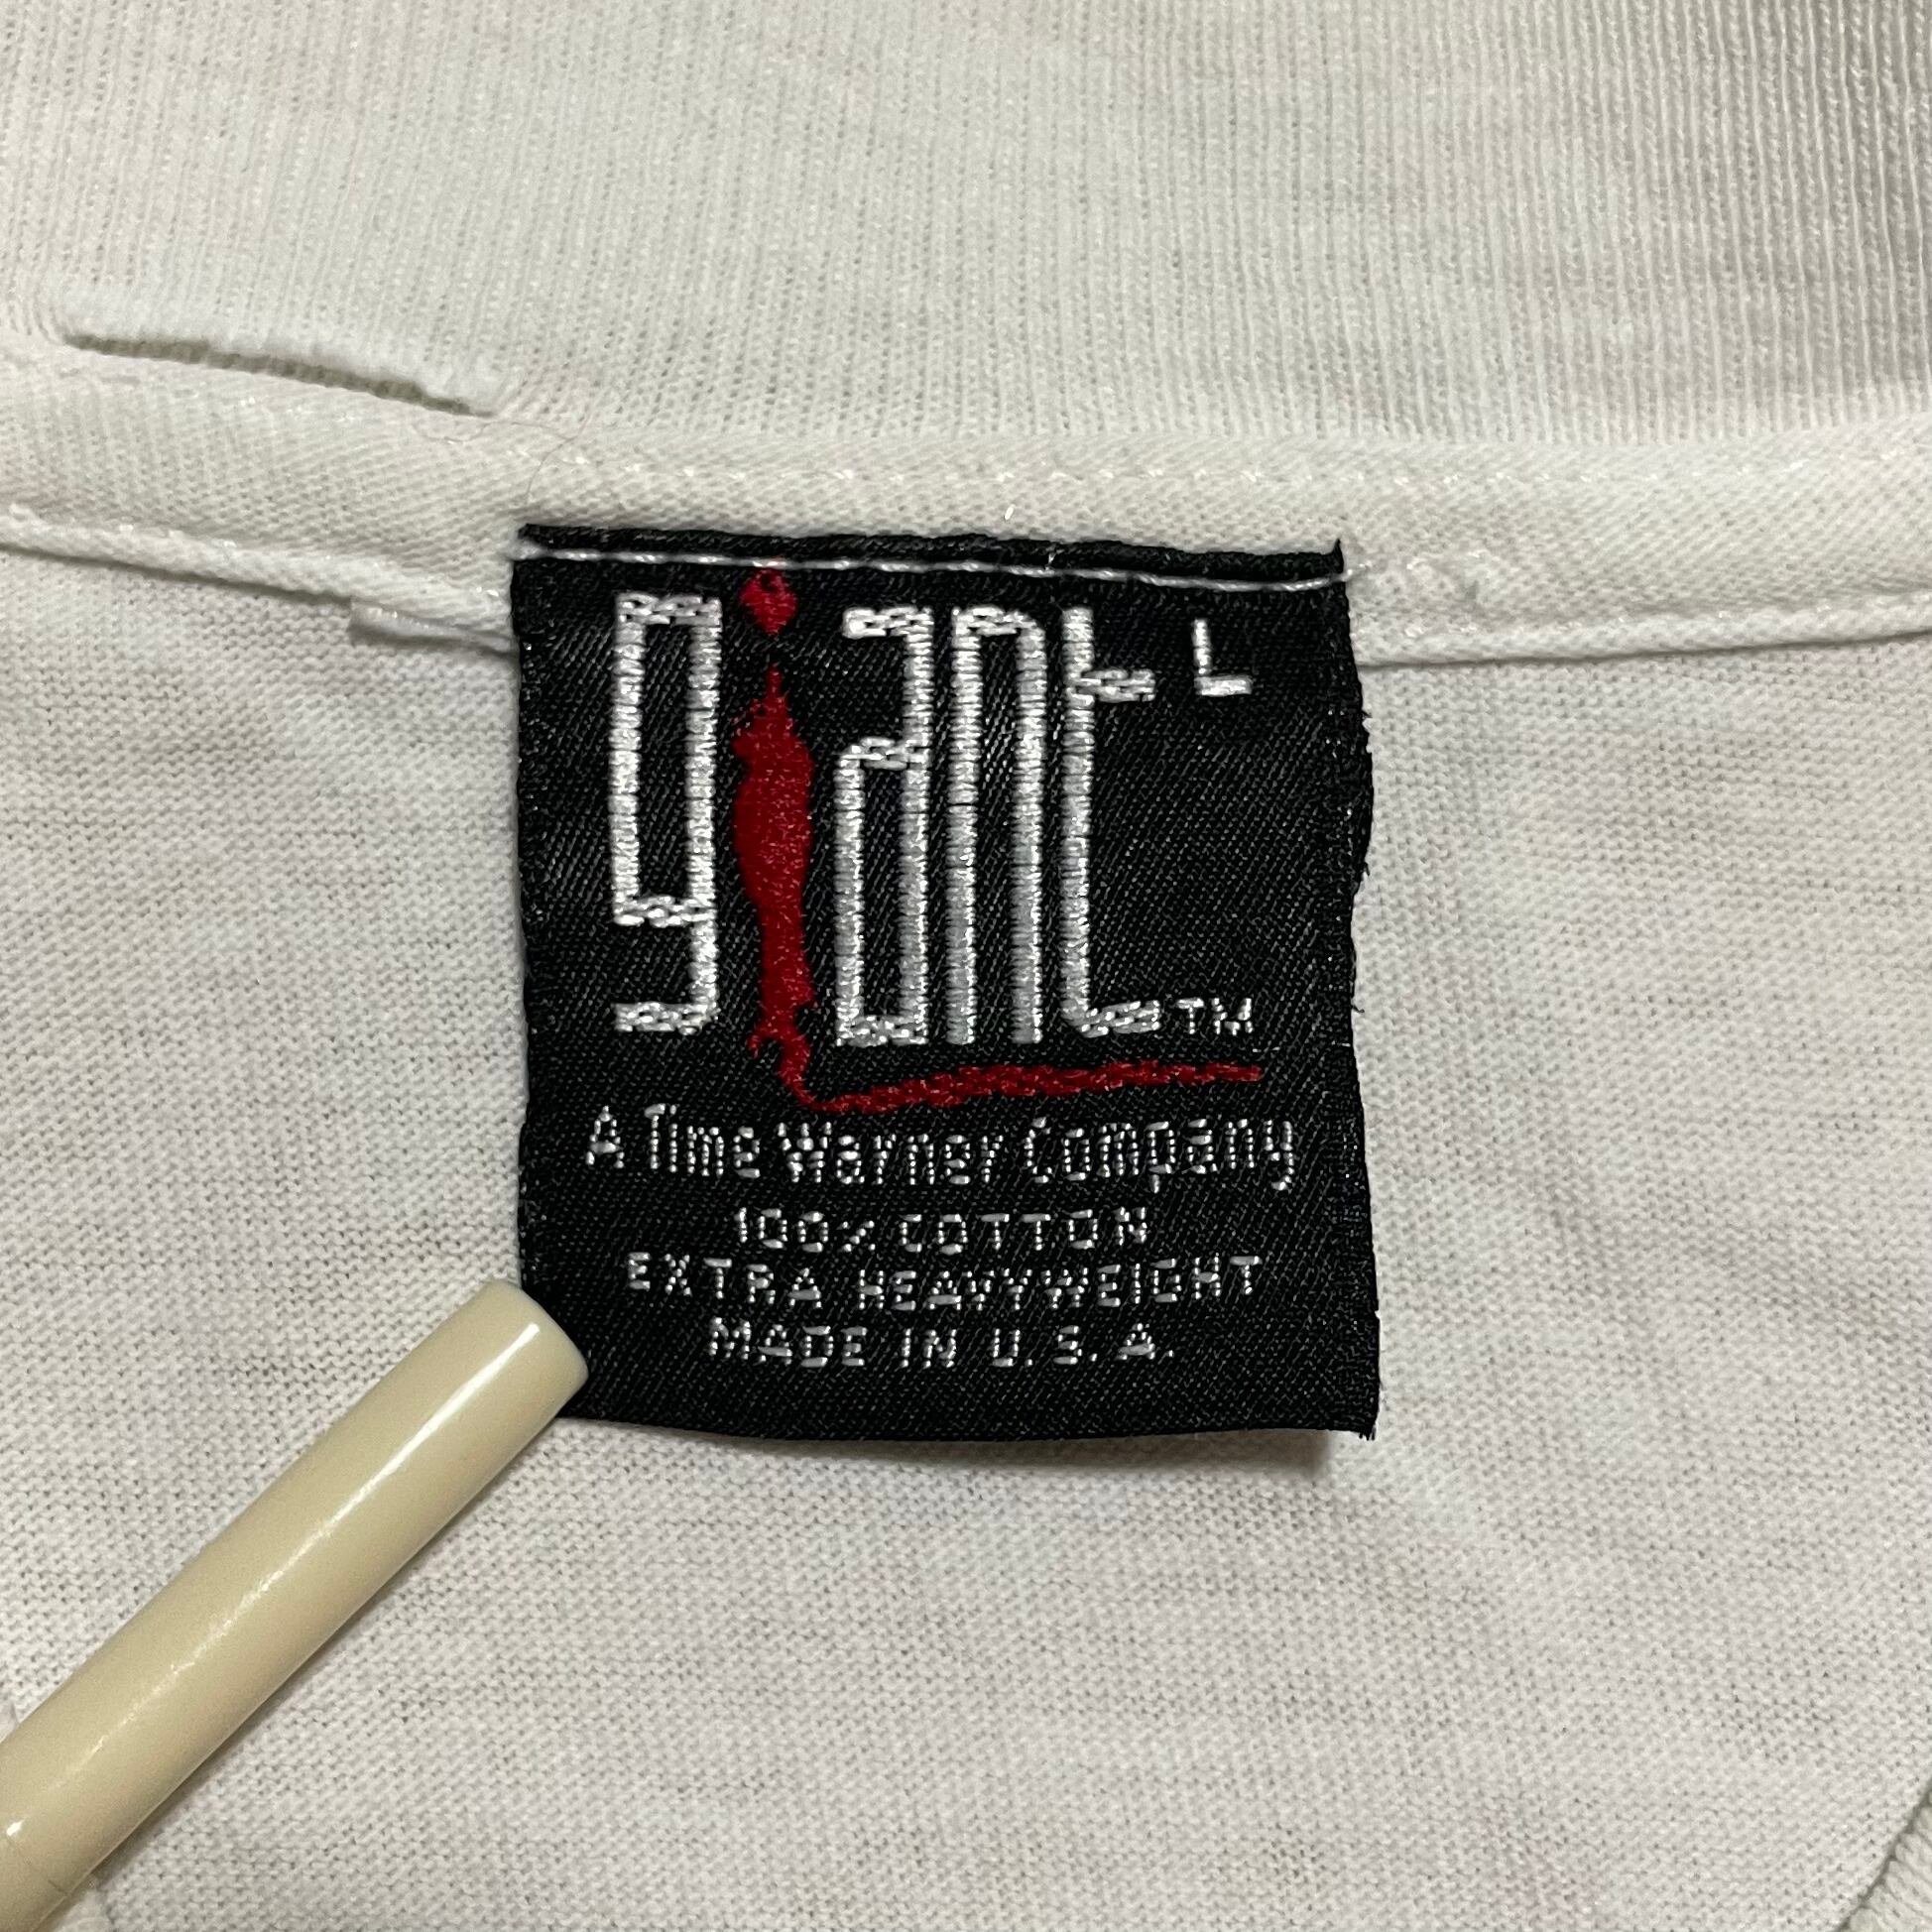 giant L
TM
A Time Warner Company
100% COTTON
EXTRA HEAVYWEIGHT
MADE IN U.S.A.